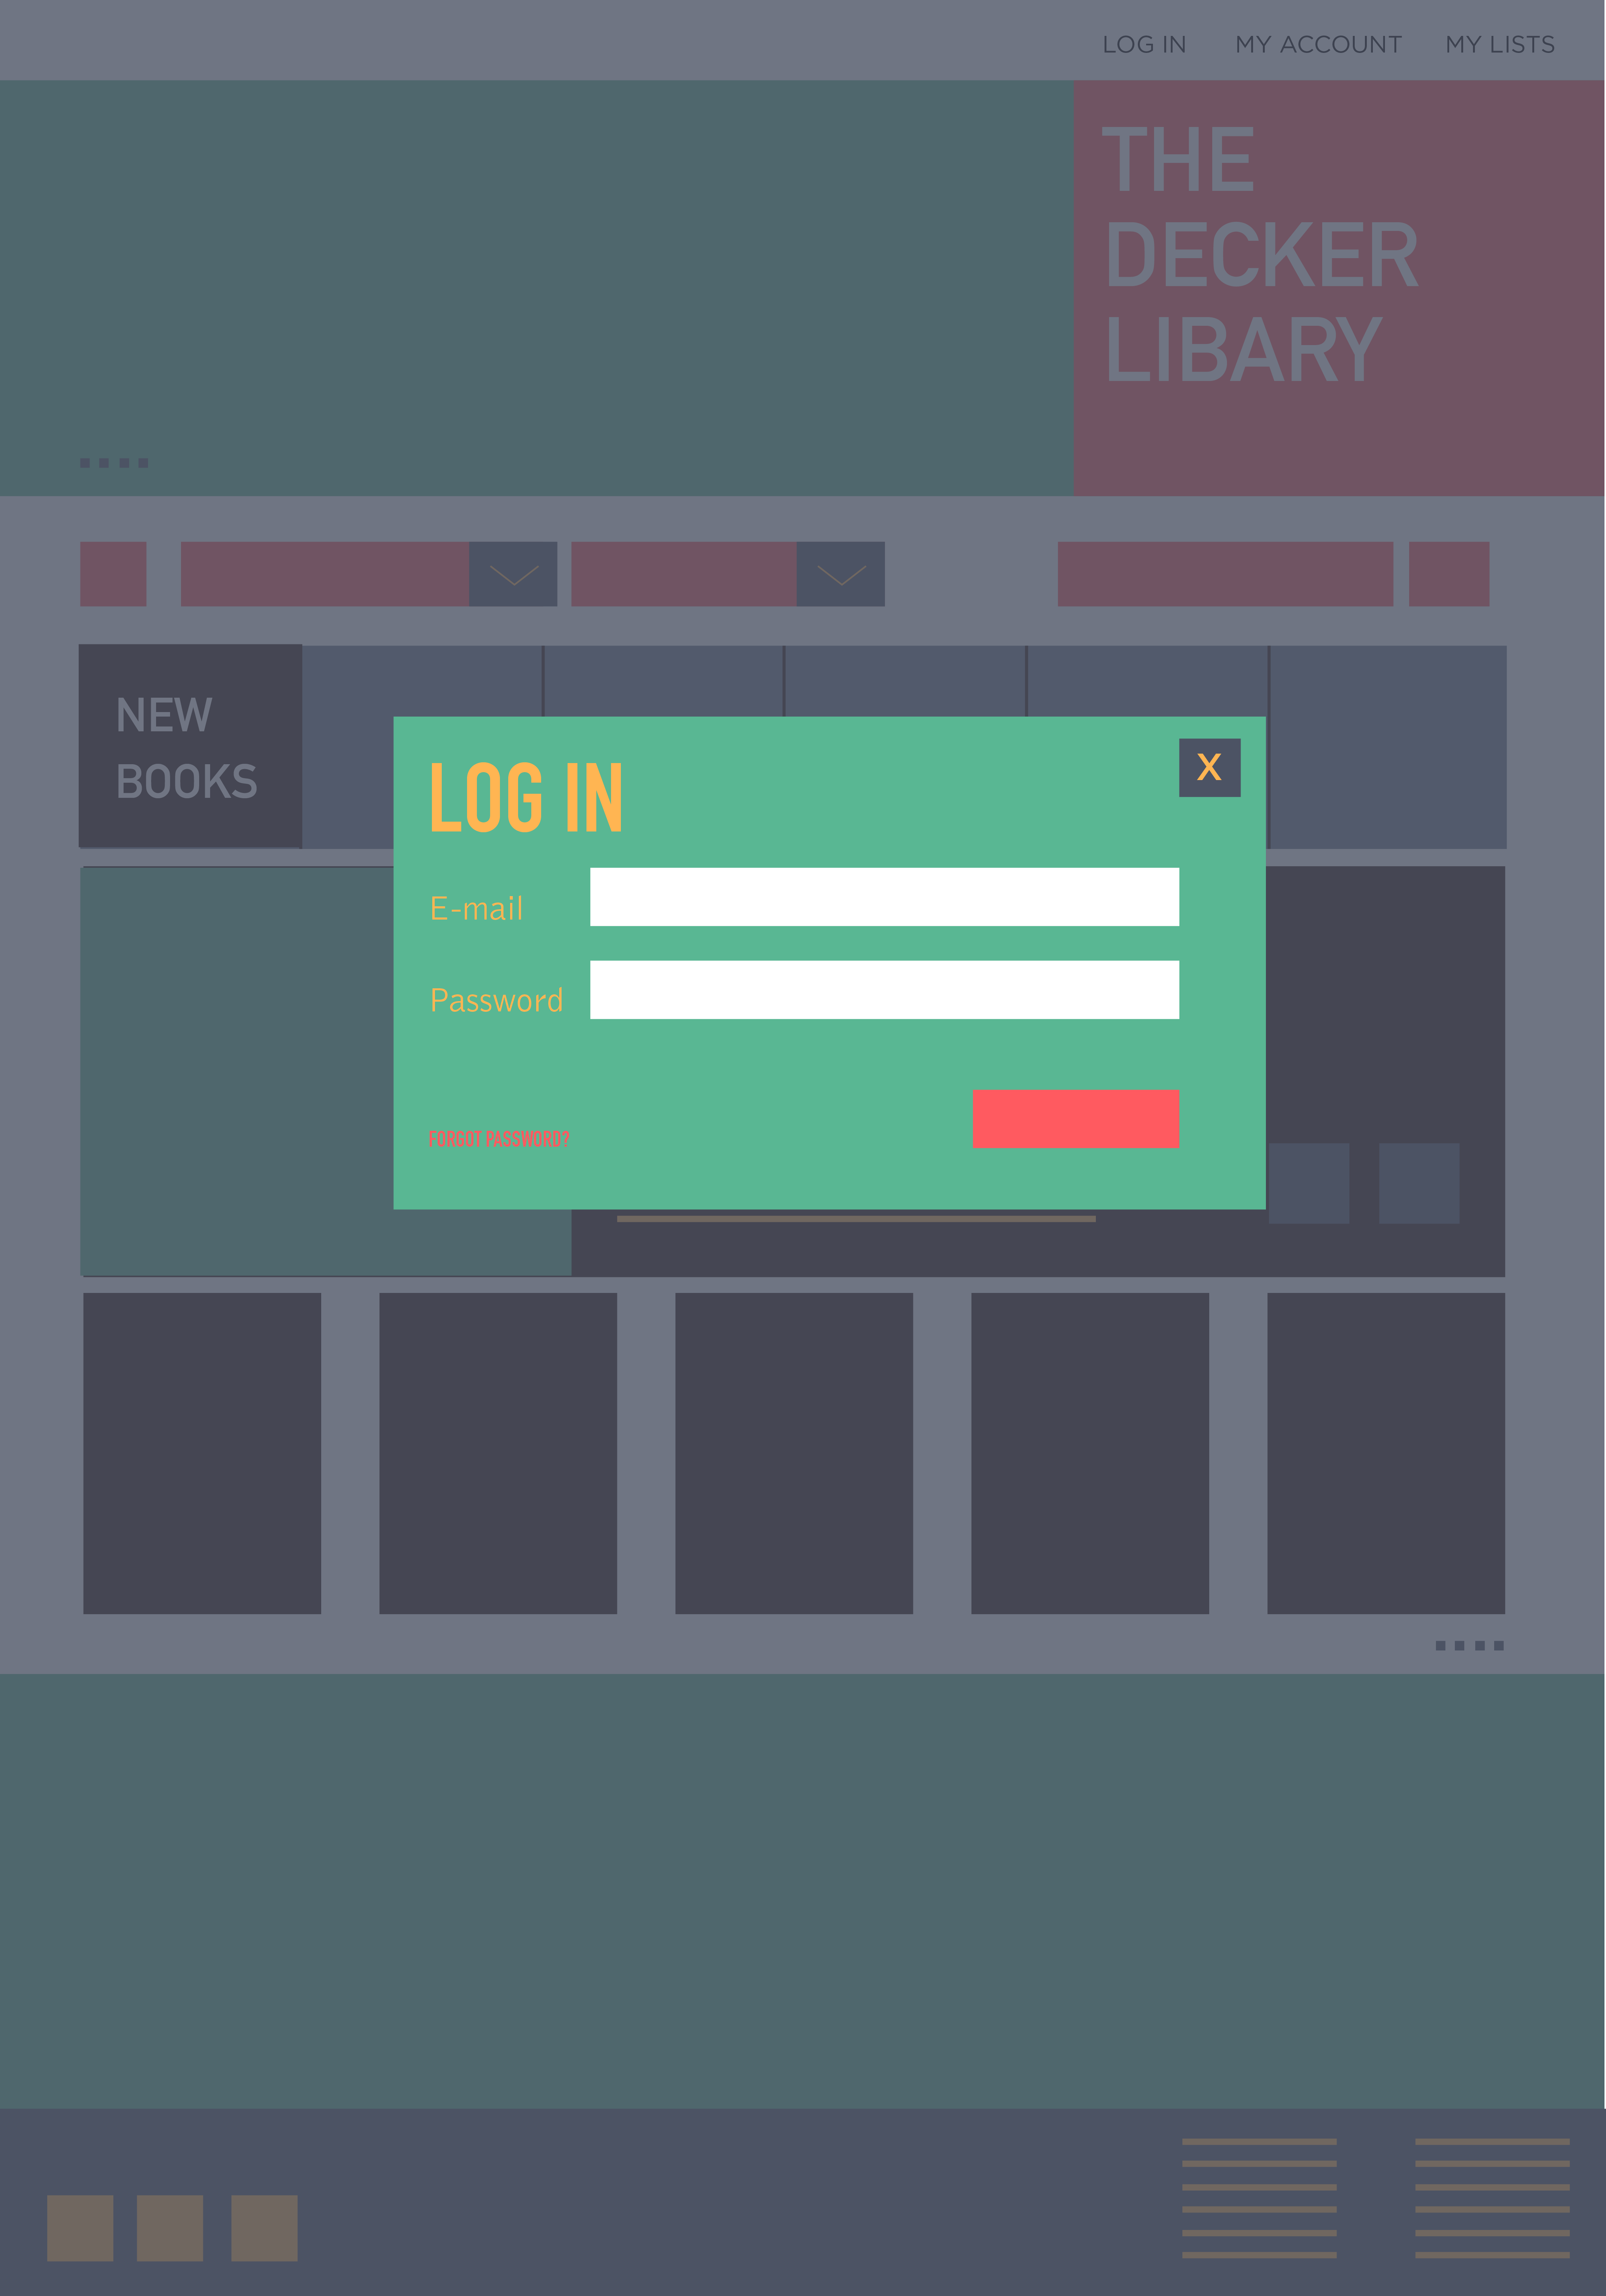 LOG IN MY ACCOUNT MY LISTS
THE
DECKER
LIBARY
NEW
BOOKS
LOG IN
X
E-mail
Password
FORGOT PASSWORD?